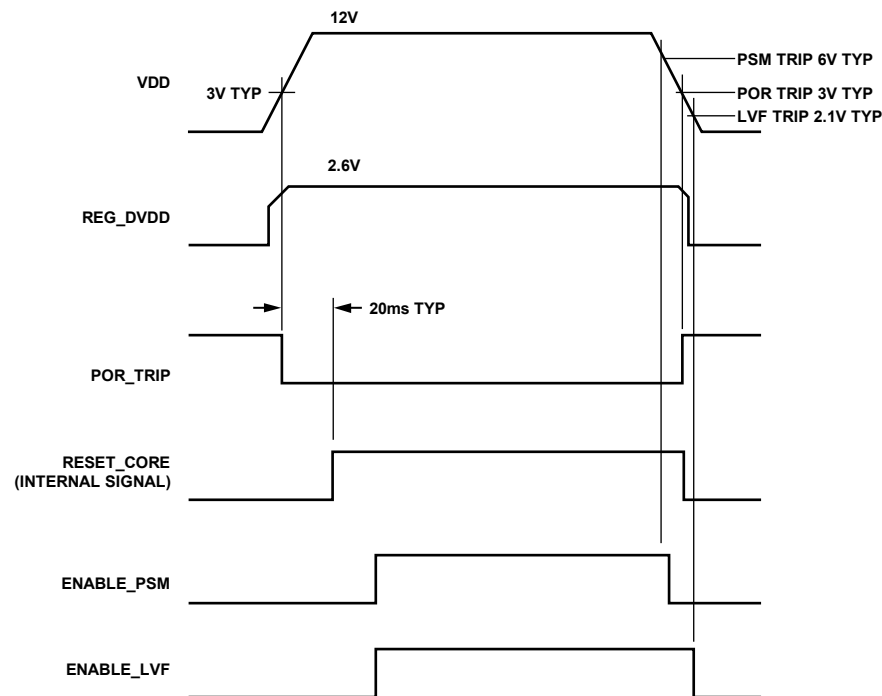 12V
PSM TRIP 6V TYP
VDD
3V TYP
POR TRIP 3V TYP
LVF TRIP 2.1V TYP
2.6V
REG_DVDD
20ms TYP
POR_TRIP
RESET_CORE
(INTERNAL SIGNAL)
ENABLE_PSM
ENABLE_LVF